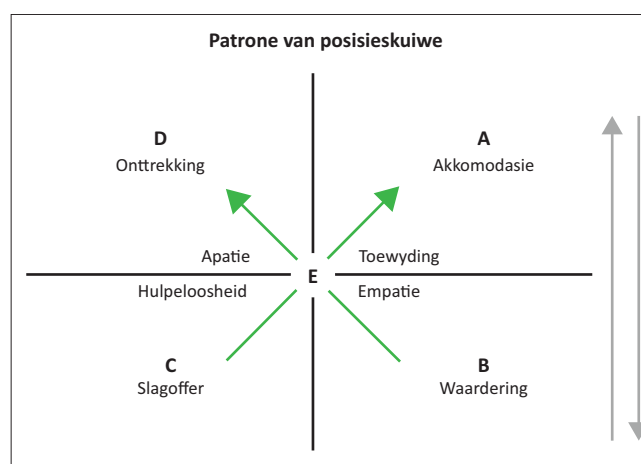 Patrone van posisieskuiwe
D
Onttrekking
A
Akkomodasie
Apatie
Toewyding
E
Hulpeloosheid
Empatie
C
Slagoffer
B
Waardering